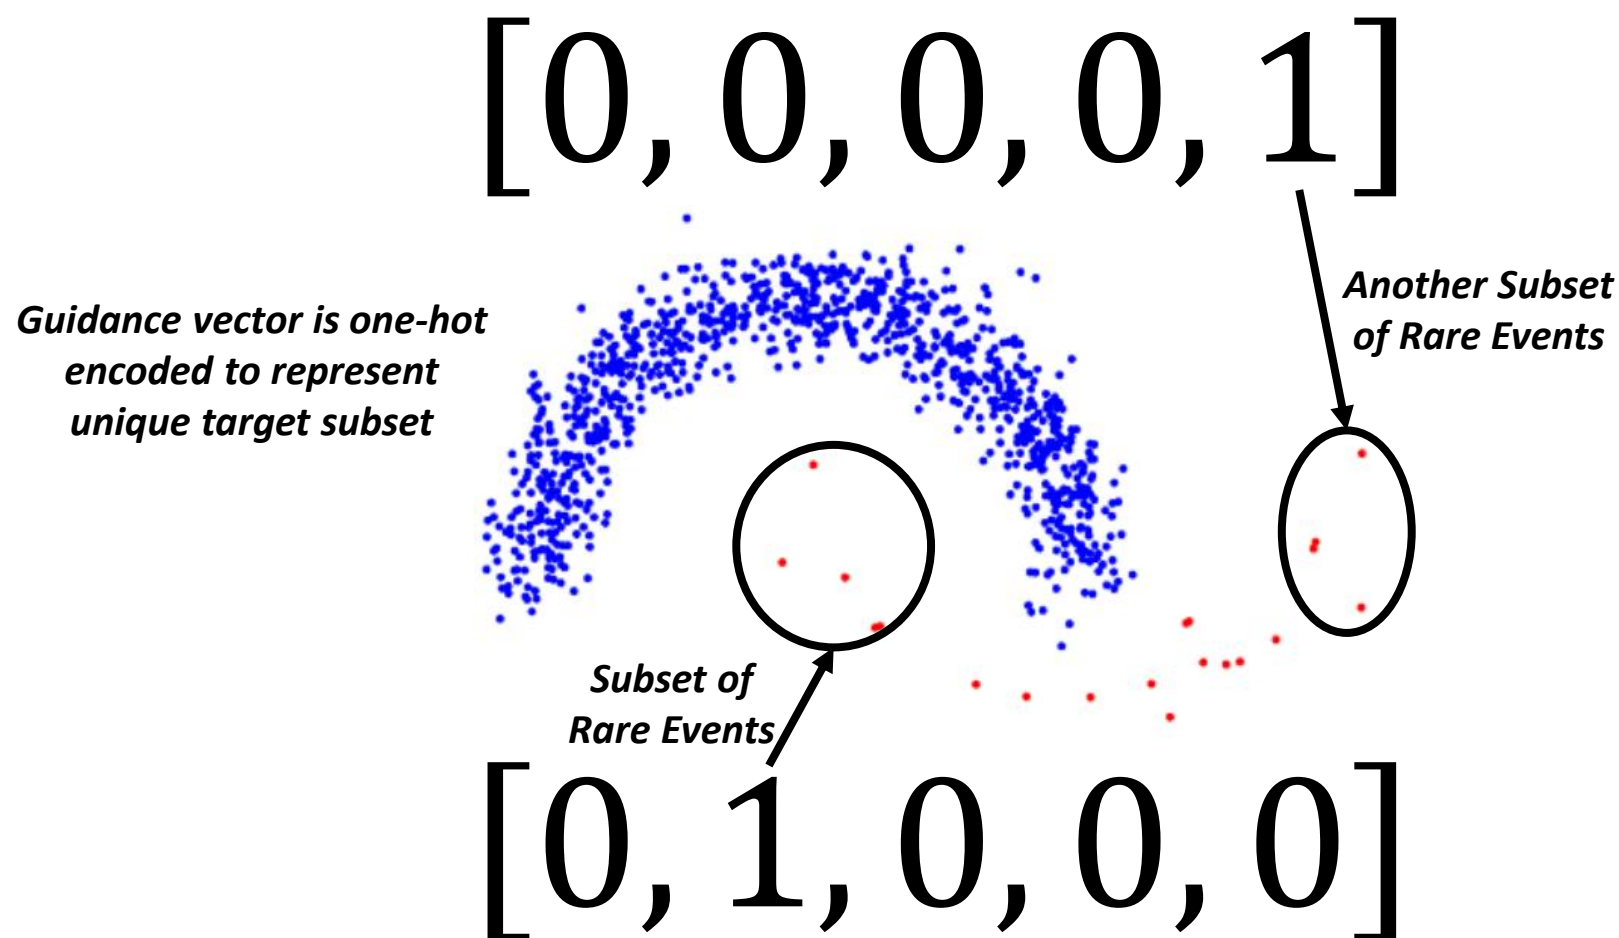 [0, 0, 0, 0, 1]
Guidance vector is one-hot
encoded to represent
unique target subset
Another Subset
of Rare Events
Subset of
Rare Events
[0, 1, 0, 0, 0]